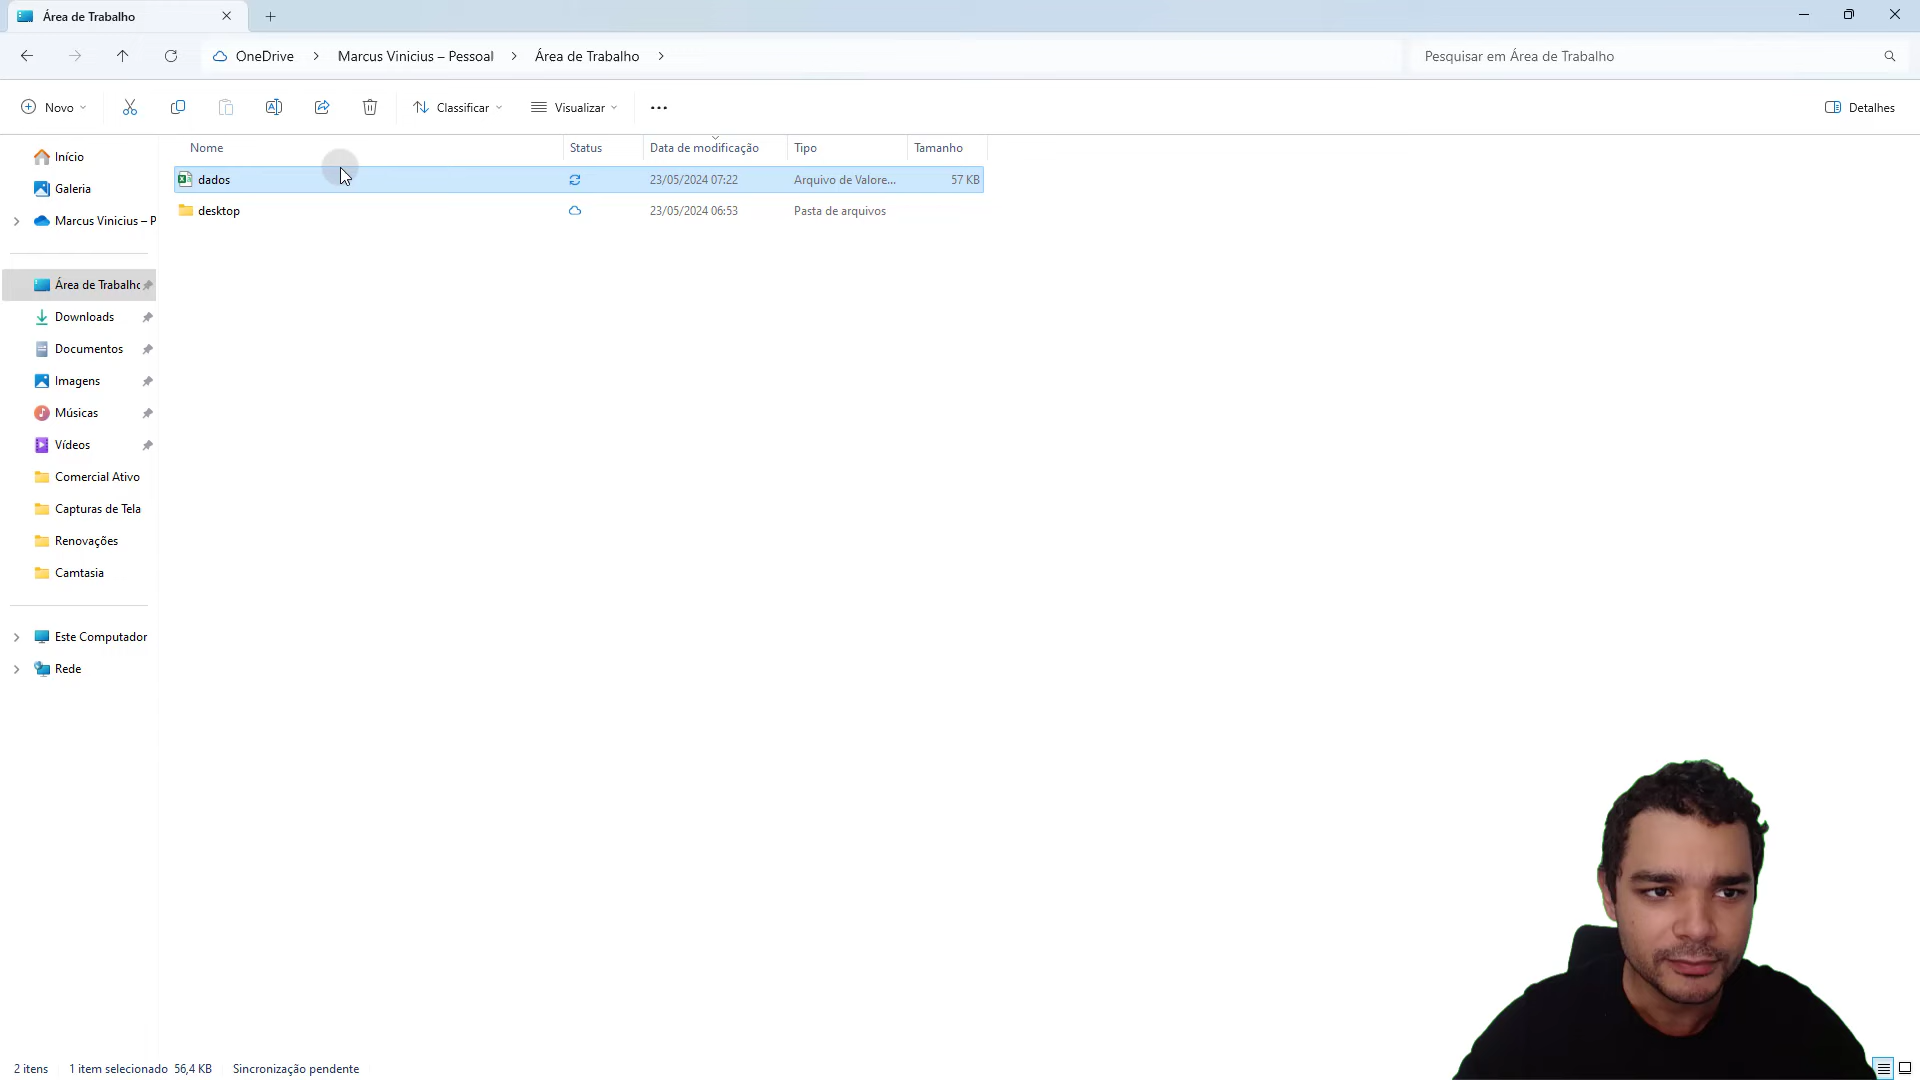 Área de Trabalho
OneDrive > Marcus Vinicius – Pessoal > Área de Trabalho >
Pesquisar em Área de Trabalho
Novo
Classificar
Visualizar
Detalhes
Nome Status Data de modificação Tipo Tamanho
dados 23/05/2024 07:22 Arquivo de Valore... 57 KB
desktop 23/05/2024 06:53 Pasta de arquivos
Início
Galeria
Marcus Vinicius – P
Área de Trabalho
Downloads
Documentos
Imagens
Músicas
Vídeos
Comercial Ativo
Capturas de Tela
Renovações
Camtasia
Este Computador
Rede
2 itens 1 item selecionado 56,4 KB Sincronização pendente